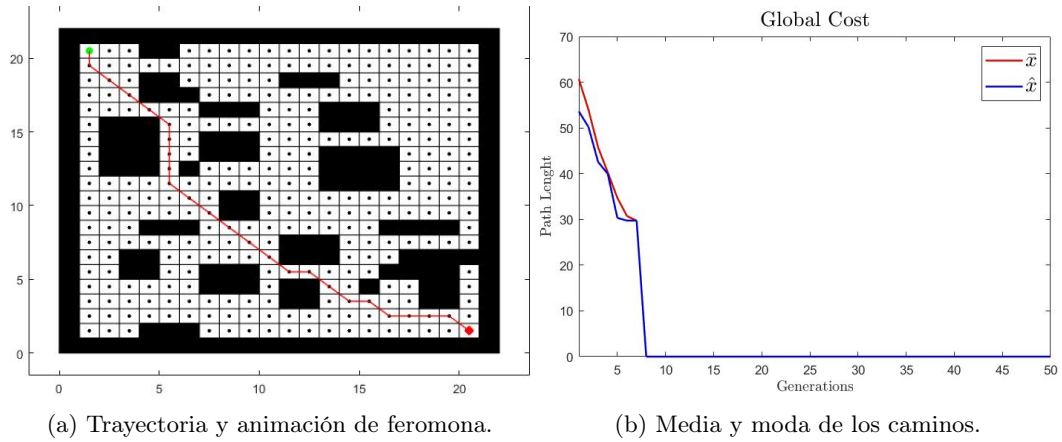 20
15
10
5
0
0 5 10 15 20
(a) Trayectoria y animación de feromona.
Global Cost
70
60
50
40
30
20
10
0
Path Lenght
x̄
x̂
5 10 15 20 25 30 35 40 45 50
Generations
(b) Media y moda de los caminos.